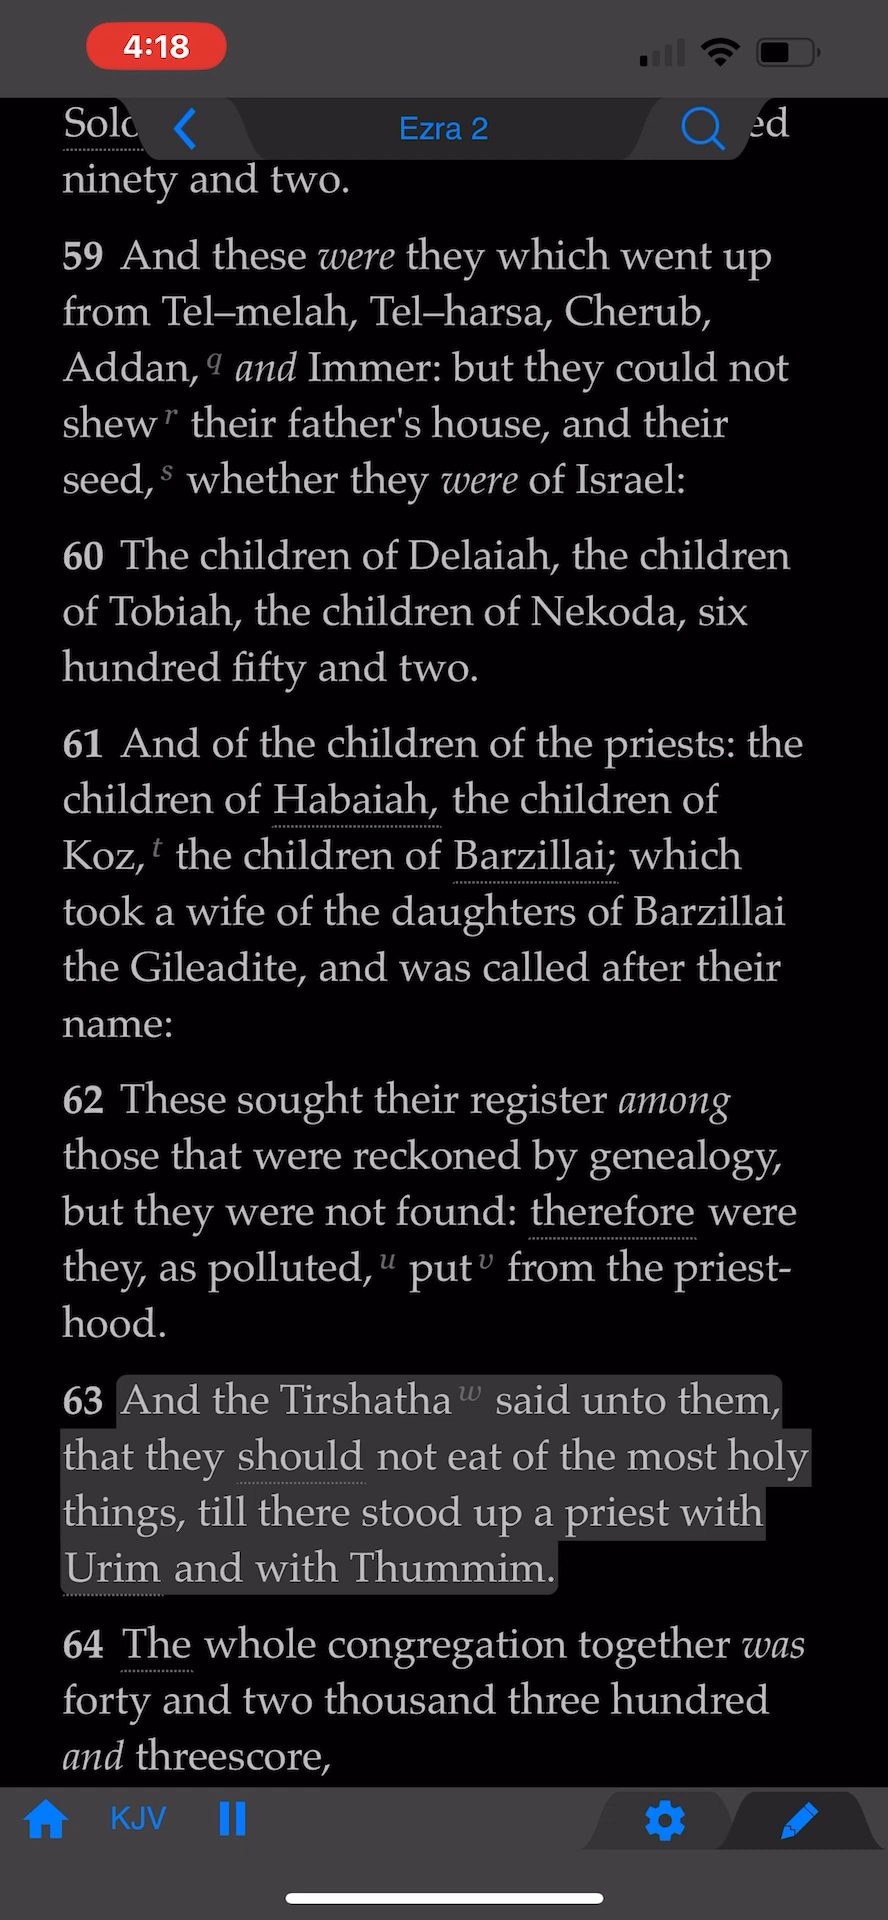 4:18
Ezra 2
ninety and two.
59 And these were they which went up
from Tel–melah, Tel–harsa, Cherub,
Addan, q and Immer: but they could not
shew r their father's house, and their
seed, s whether they were of Israel:
60 The children of Delaiah, the children
of Tobiah, the children of Nekoda, six
hundred fifty and two.
61 And of the children of the priests: the
children of Habaiah, the children of
Koz, t the children of Barzillai; which
took a wife of the daughters of Barzillai
the Gileadite, and was called after their
name:
62 These sought their register among
those that were reckoned by genealogy,
but they were not found: therefore were
they, as polluted, u put v from the priest-
hood.
63 And the Tirshatha w said unto them,
that they should not eat of the most holy
things, till there stood up a priest with
Urim and with Thummim.
64 The whole congregation together was
forty and two thousand three hundred
and threescore,
KJV